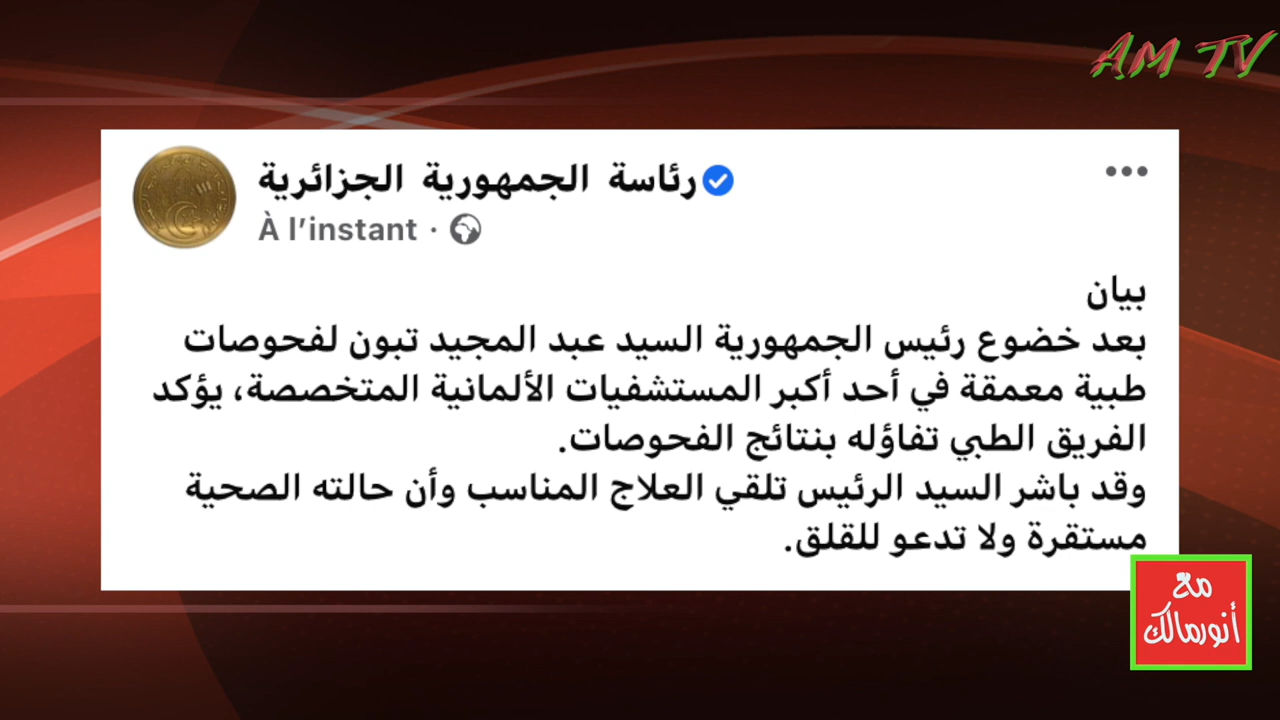 AM TV
رئاسة الجمهورية الجزائرية
À l'instant ·
بيان
بعد خضوع رئيس الجمهورية السيد عبد المجيد تبون لفحوصات
طبية معمقة في أحد أكبر المستشفيات الألمانية المتخصصة، يؤكد
الفريق الطبي تفاؤله بنتائج الفحوصات.
وقد باشر السيد الرئيس تلقي العلاج المناسب وأن حالته الصحية
مستقرة ولا تدعو للقلق.
مع
أنورمالك